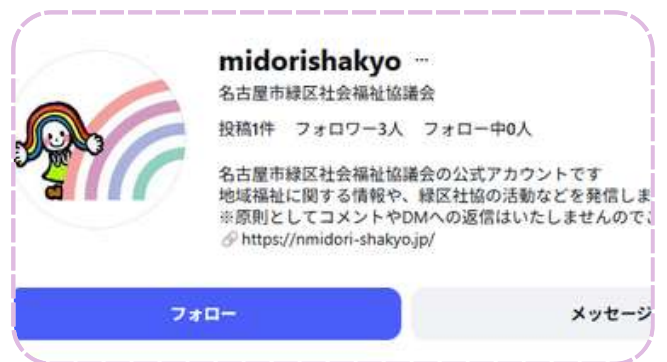 midorishakyo …
名古屋市緑区社会福祉協議会
投稿1件 フォロワー3人 フォロー中0人
名古屋市緑区社会福祉協議会の公式アカウントです
地域福祉に関する情報や、緑区社協の活動などを発信しま
※原則としてコメントやDMへの返信はいたしませんのでご
https://nmidori-shakyo.jp/
フォロー
メッセージ